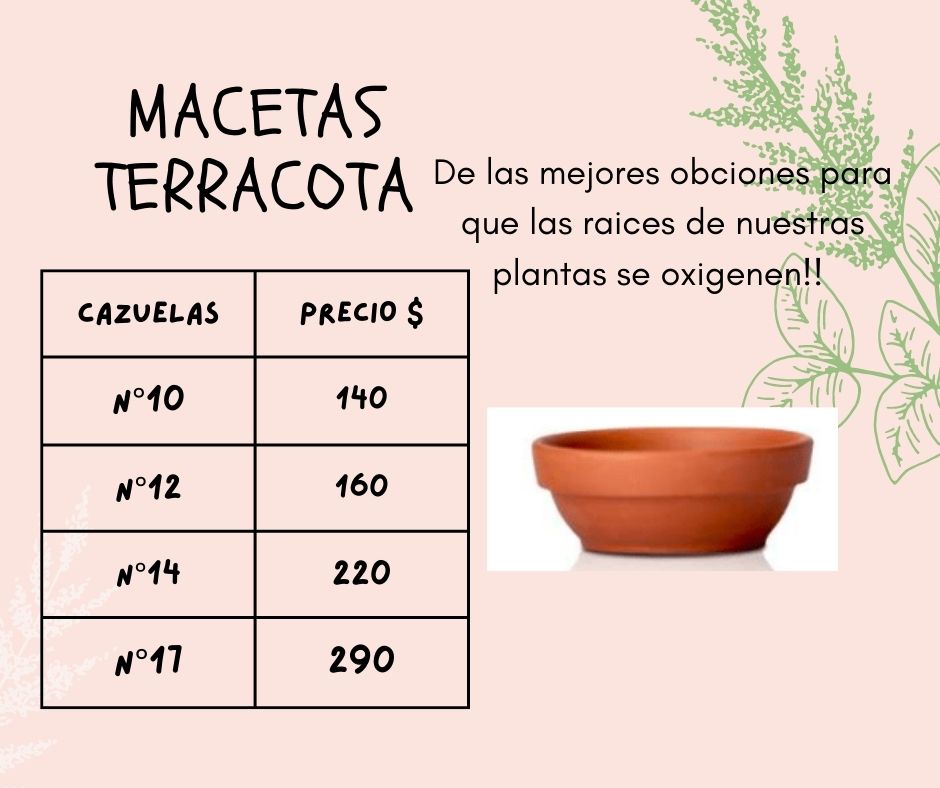 MACETAS
TERRACOTA
De las mejores obciones para
que las raices de nuestras
plantas se oxigenen!!
CAZUELAS PRECIO $
N°10 140
N°12 160
N°14 220
N°17 290